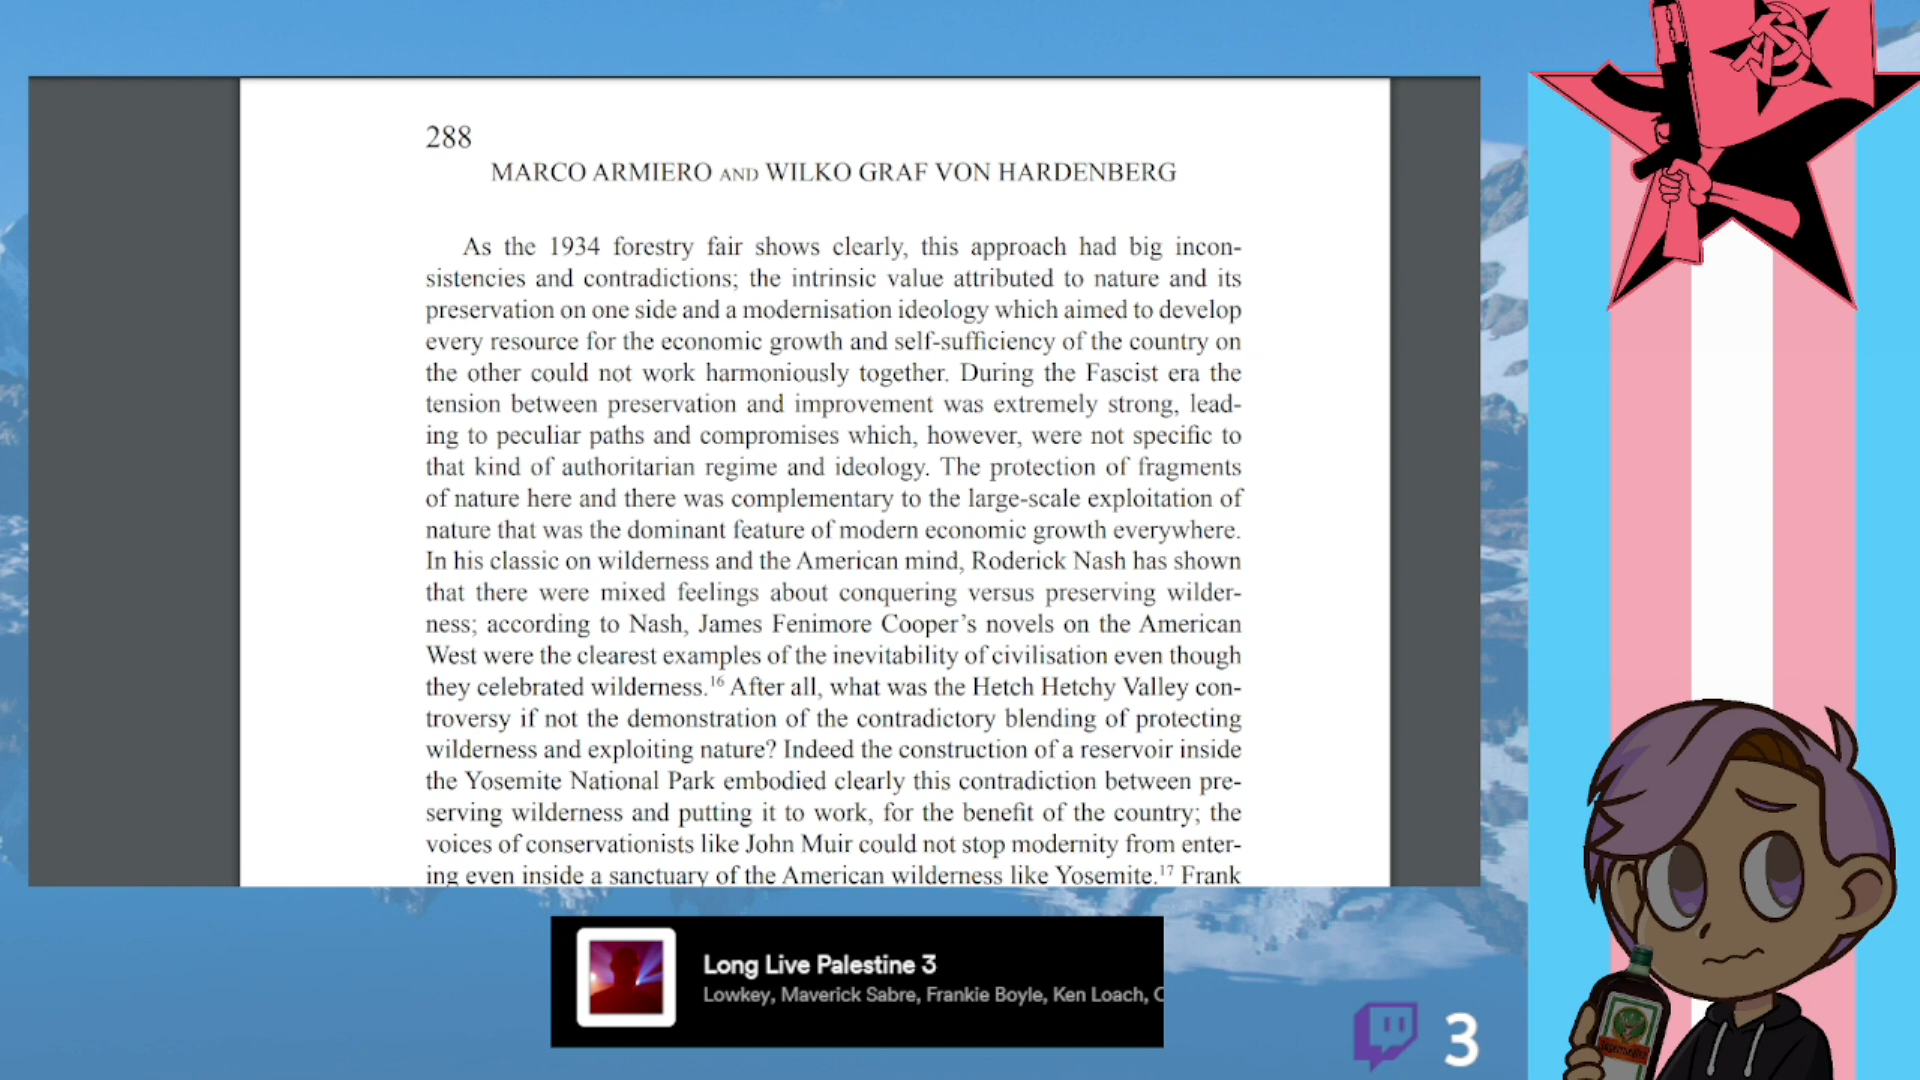 288
MARCO ARMIERO AND WILKO GRAF VON HARDENBERG
As the 1934 forestry fair shows clearly, this approach had big incon-
sistencies and contradictions; the intrinsic value attributed to nature and its
preservation on one side and a modernisation ideology which aimed to develop
every resource for the economic growth and self-sufficiency of the country on
the other could not work harmoniously together. During the Fascist era the
tension between preservation and improvement was extremely strong, lead-
ing to peculiar paths and compromises which, however, were not specific to
that kind of authoritarian regime and ideology. The protection of fragments
of nature here and there was complementary to the large-scale exploitation of
nature that was the dominant feature of modern economic growth everywhere.
In his classic on wilderness and the American mind, Roderick Nash has shown
that there were mixed feelings about conquering versus preserving wilder-
ness; according to Nash, James Fenimore Cooper's novels on the American
West were the clearest examples of the inevitability of civilisation even though
they celebrated wilderness.16 After all, what was the Hetch Hetchy Valley con-
troversy if not the demonstration of the contradictory blending of protecting
wilderness and exploiting nature? Indeed the construction of a reservoir inside
the Yosemite National Park embodied clearly this contradiction between pre-
serving wilderness and putting it to work, for the benefit of the country; the
voices of conservationists like John Muir could not stop modernity from enter-
ing even inside a sanctuary of the American wilderness like Yosemite.17 Frank
Long Live Palestine 3
Lowkey, Maverick Sabre, Frankie Boyle, Ken Loach,
3